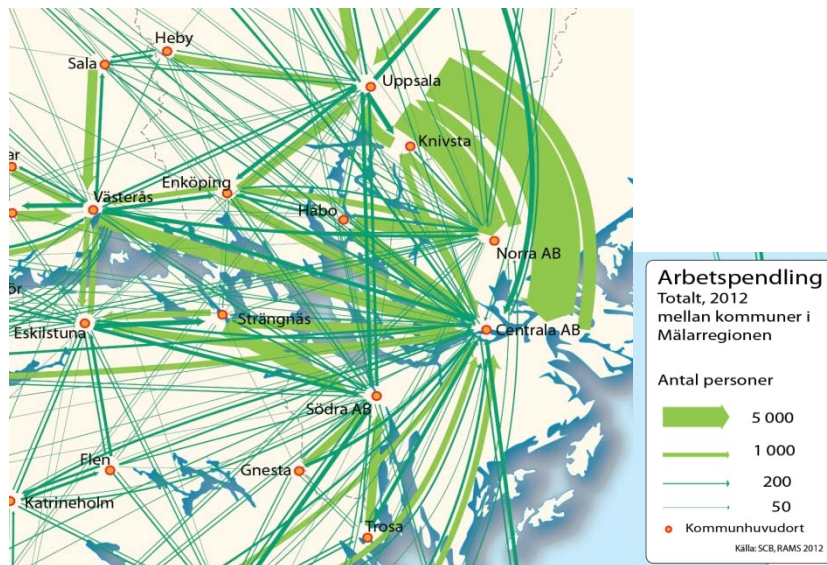 Heby
Sala
Uppsala
Knivsta
ar
Enköping
Västerås
Håbo
Norra AB
ör
Strängnäs
Eskilstuna
Centrala AB
Södra AB
Flen
Gnesta
Katrineholm
Trosa
Arbetspendling
Totalt, 2012
mellan kommuner i
Mälarregionen
Antal personer
5 000
1 000
200
50
Kommunhuvudort
Källa: SCB, RAMS 2012